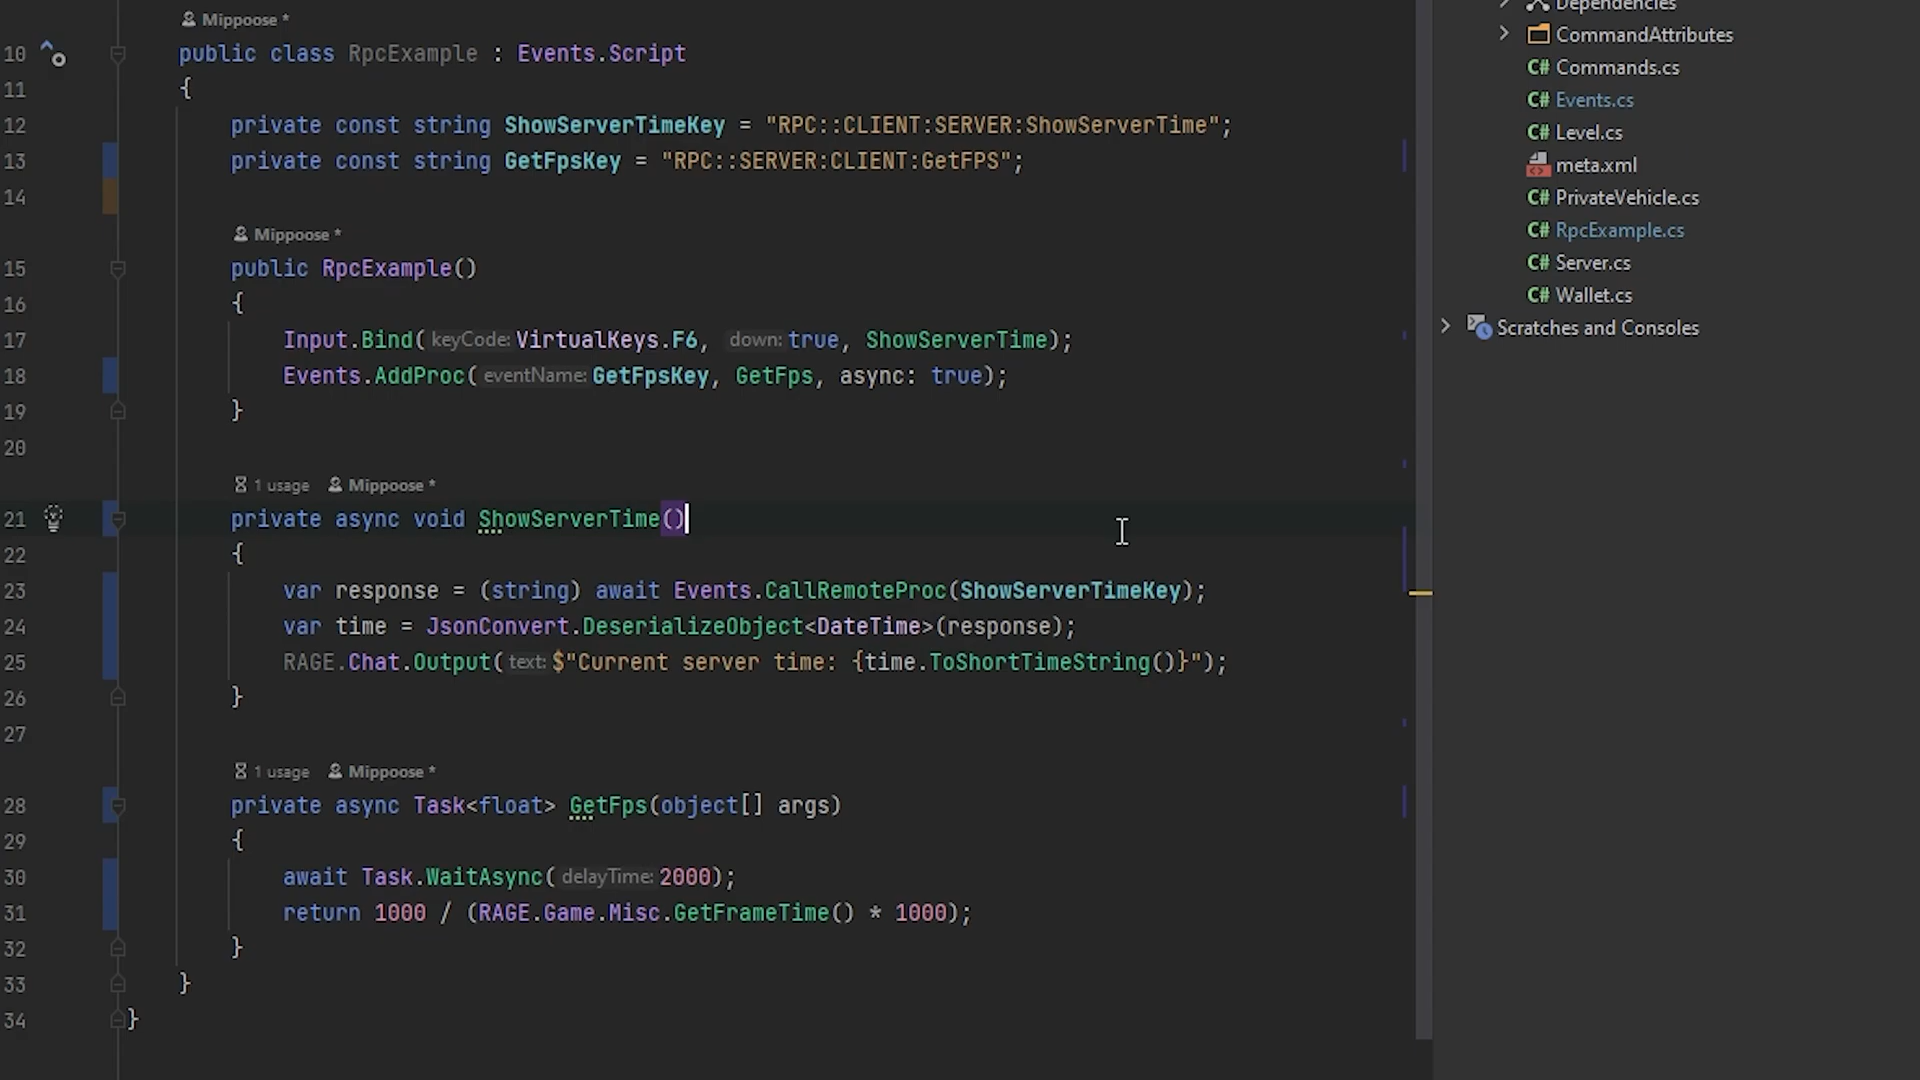 Mippoose *
10 public class RpcExample : Events.Script
11 {
12 private const string ShowServerTimeKey = "RPC::CLIENT:SERVER:ShowServerTime";
13 private const string GetFpsKey = "RPC::SERVER:CLIENT:GetFPS";
14
Mippoose *
15 public RpcExample()
16 {
17 Input.Bind( keyCode: VirtualKeys.F6, down: true, ShowServerTime);
18 Events.AddProc( eventName: GetFpsKey, GetFps, async: true);
19 }
20
1 usage Mippoose *
21 private async void ShowServerTime()
22 {
23 var response = (string) await Events.CallRemoteProc(ShowServerTimeKey);
24 var time = JsonConvert.DeserializeObject<DateTime>(response);
25 RAGE.Chat.Output( text: $"Current server time: {time.ToShortTimeString()}");
26 }
27
1 usage Mippoose *
28 private async Task<float> GetFps(object[] args)
29 {
30 await Task.WaitAsync( delayTime: 2000);
31 return 1000 / (RAGE.Game.Misc.GetFrameTime() * 1000);
32 }
33 }
34 }
Dependencies
CommandAttributes
C# Commands.cs
C# Events.cs
C# Level.cs
meta.xml
C# PrivateVehicle.cs
C# RpcExample.cs
C# Server.cs
C# Wallet.cs
Scratches and Consoles